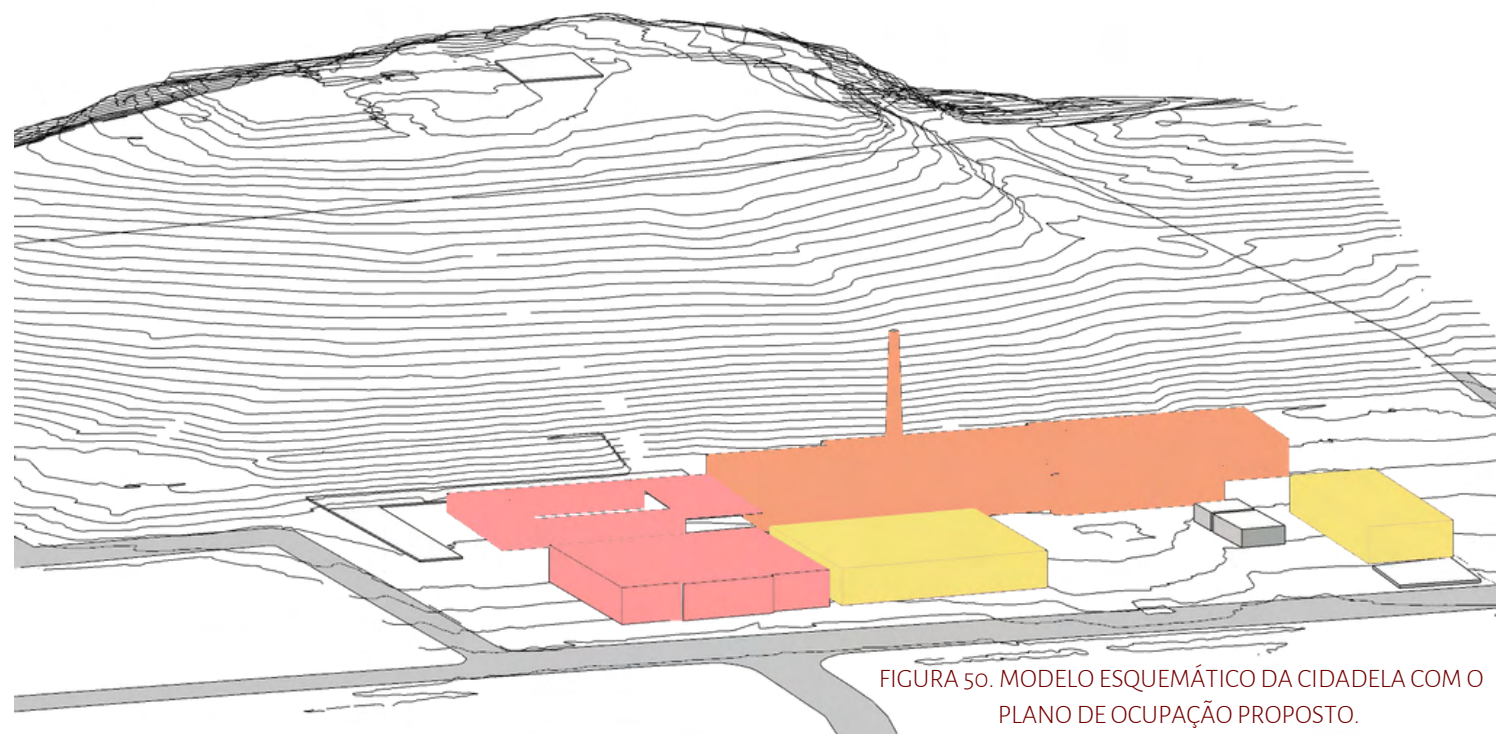 FIGURA 50. MODELO ESQUEMÁTICO DA CIDADELA COM O
PLANO DE OCUPAÇÃO PROPOSTO.